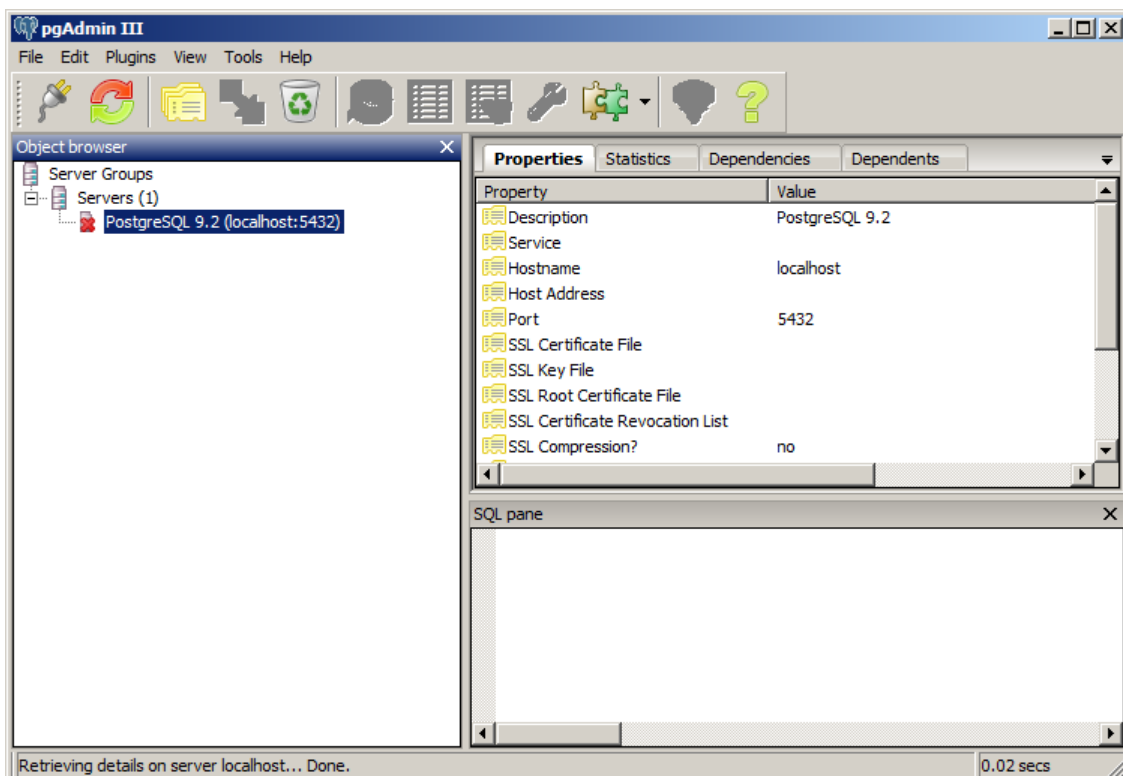 pgAdmin III
File Edit Plugins View Tools Help
Object browser
Server Groups
Servers (1)
PostgreSQL 9.2 (localhost:5432)
Properties Statistics Dependencies Dependents
Property Value
Description PostgreSQL 9.2
Service
Hostname localhost
Host Address
Port 5432
SSL Certificate File
SSL Key File
SSL Root Certificate File
SSL Certificate Revocation List
SSL Compression? no
SQL pane
Retrieving details on server localhost... Done. 0.02 secs